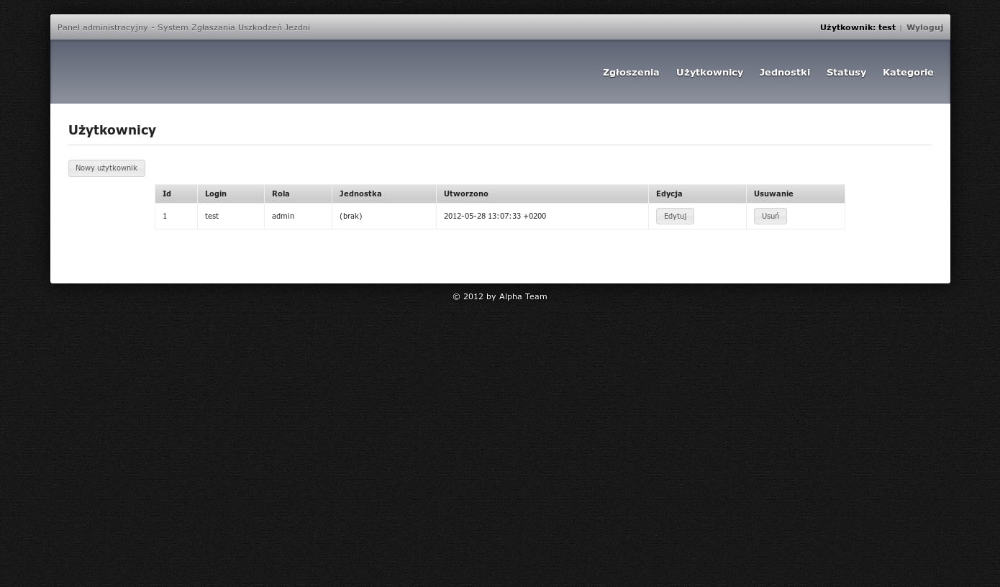 Panel administracyjny - System Zgłaszania Uszkodzeń Jezdni
Użytkownik: test | Wyloguj
Zgłoszenia Użytkownicy Jednostki Statusy Kategorie
Użytkownicy
Nowy użytkownik
Id Login Rola Jednostka Utworzono Edycja Usuwanie
1 test admin (brak) 2012-05-28 13:07:33 +0200 Edytuj Usuń
© 2012 by Alpha Team